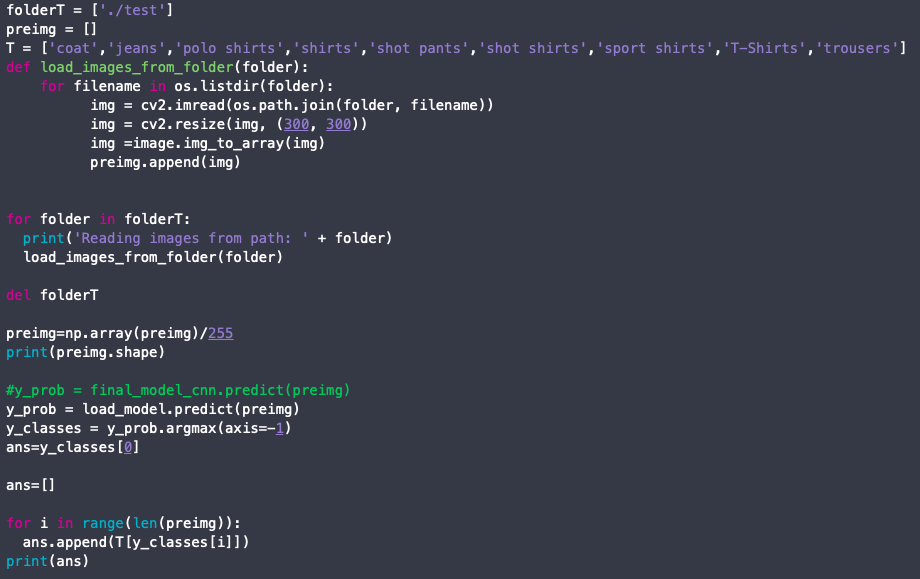 folderT = ['./test']
preimg = []
T = ['coat','jeans','polo shirts','shirts','shot pants','shot shirts','sport shirts','T-Shirts','trousers']
def load_images_from_folder(folder):
    for filename in os.listdir(folder):
          img = cv2.imread(os.path.join(folder, filename))
          img = cv2.resize(img, (300, 300))
          img =image.img_to_array(img)
          preimg.append(img)
for folder in folderT:
  print('Reading images from path: ' + folder)
  load_images_from_folder(folder)
del folderT
preimg=np.array(preimg)/255
print(preimg.shape)
#y_prob = final_model_cnn.predict(preimg)
y_prob = load_model.predict(preimg)
y_classes = y_prob.argmax(axis=-1)
ans=y_classes[0]
ans=[]
for i in range(len(preimg)):
  ans.append(T[y_classes[i]])
print(ans)